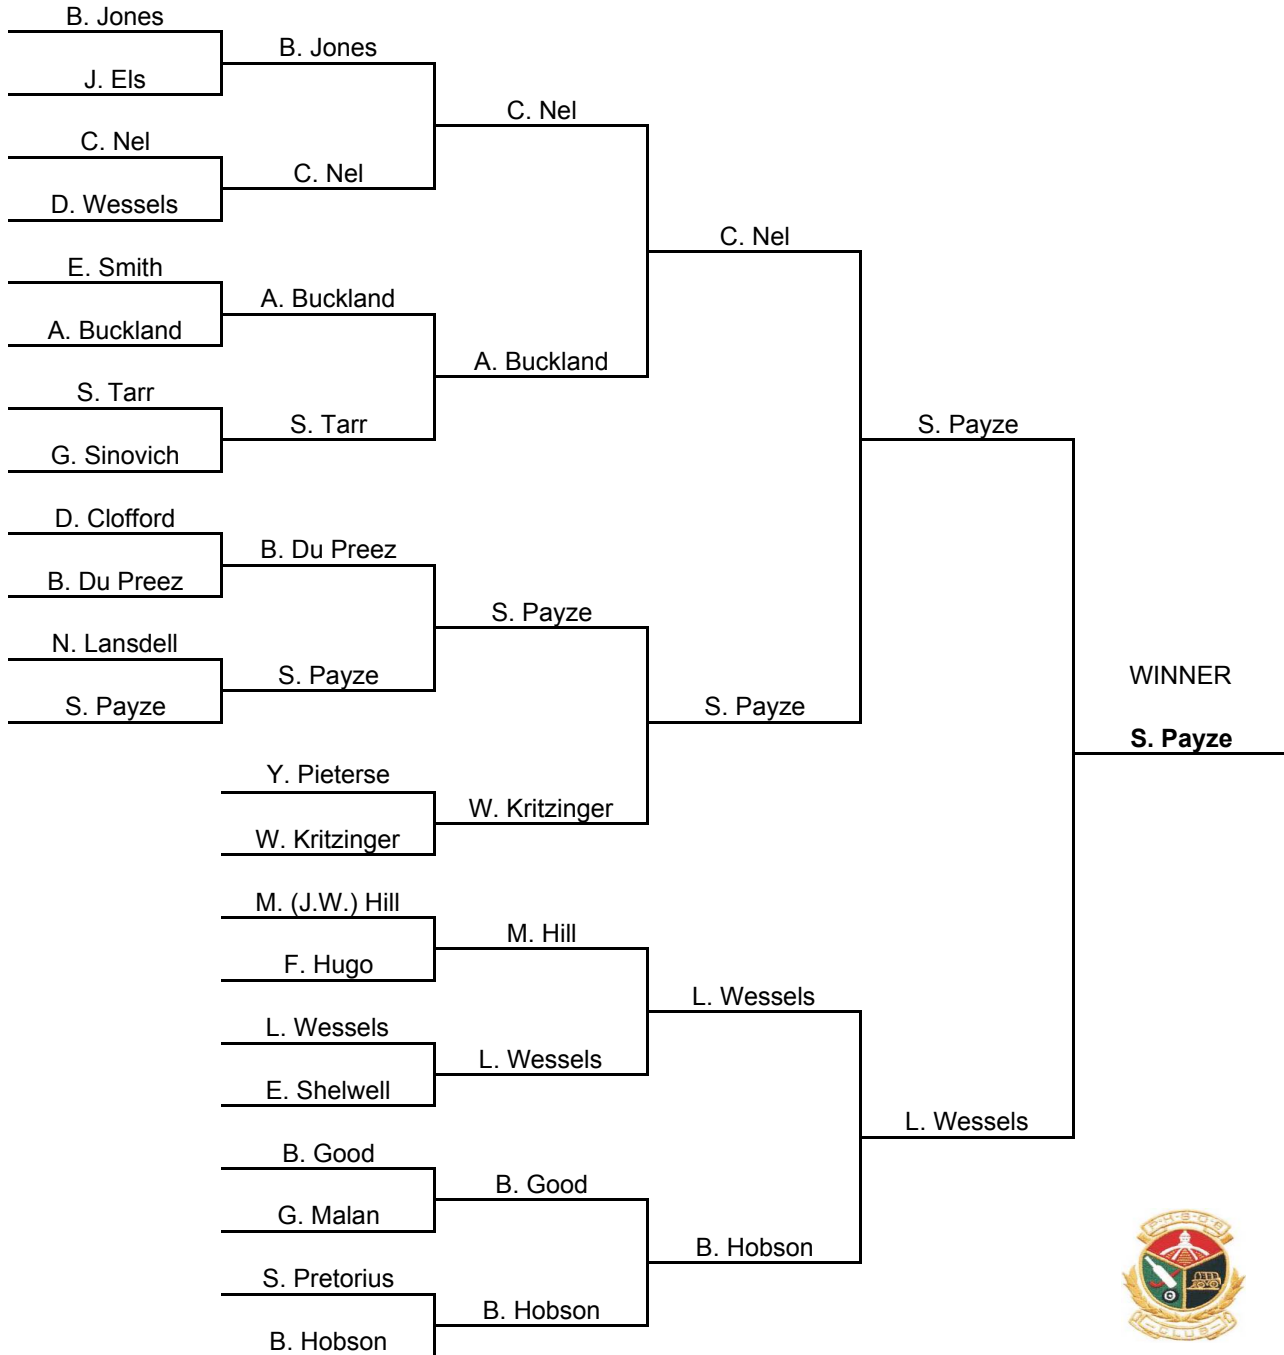 B. Jones
J. Els
C. Nel
D. Wessels
E. Smith
A. Buckland
S. Tarr
G. Sinovich
D. Clofford
B. Du Preez
N. Lansdell
S. Payze
B. Jones
C. Nel
A. Buckland
S. Tarr
B. Du Preez
S. Payze
Y. Pieterse
W. Kritzinger
M. (J.W.) Hill
F. Hugo
L. Wessels
E. Shelwell
B. Good
G. Malan
S. Pretorius
B. Hobson
C. Nel
A. Buckland
S. Payze
W. Kritzinger
M. Hill
L. Wessels
B. Good
B. Hobson
C. Nel
S. Payze
L. Wessels
B. Hobson
S. Payze
L. Wessels
WINNER
S. Payze
P-H-S-O-B
CLUB